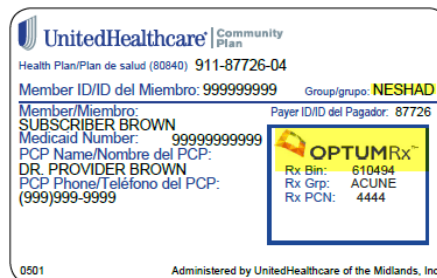 UnitedHealthcare® Community Plan
Health Plan/Plan de salud (80840) 911-87726-04
Member ID/ID del Miembro: 999999999 Group/grupo: NESHAD
Member/Miembro: Payer ID/ID del Pagador: 87726
SUBSCRIBER BROWN
Medicaid Number: 99999999999
PCP Name/Nombre del PCP:
DR. PROVIDER BROWN
PCP Phone/Teléfono del PCP:
(999)999-9999
OPTUMRx™
Rx Bin: 610494
Rx Grp: ACUNE
Rx PCN: 4444
0501 Administered by UnitedHealthcare of the Midlands, Inc